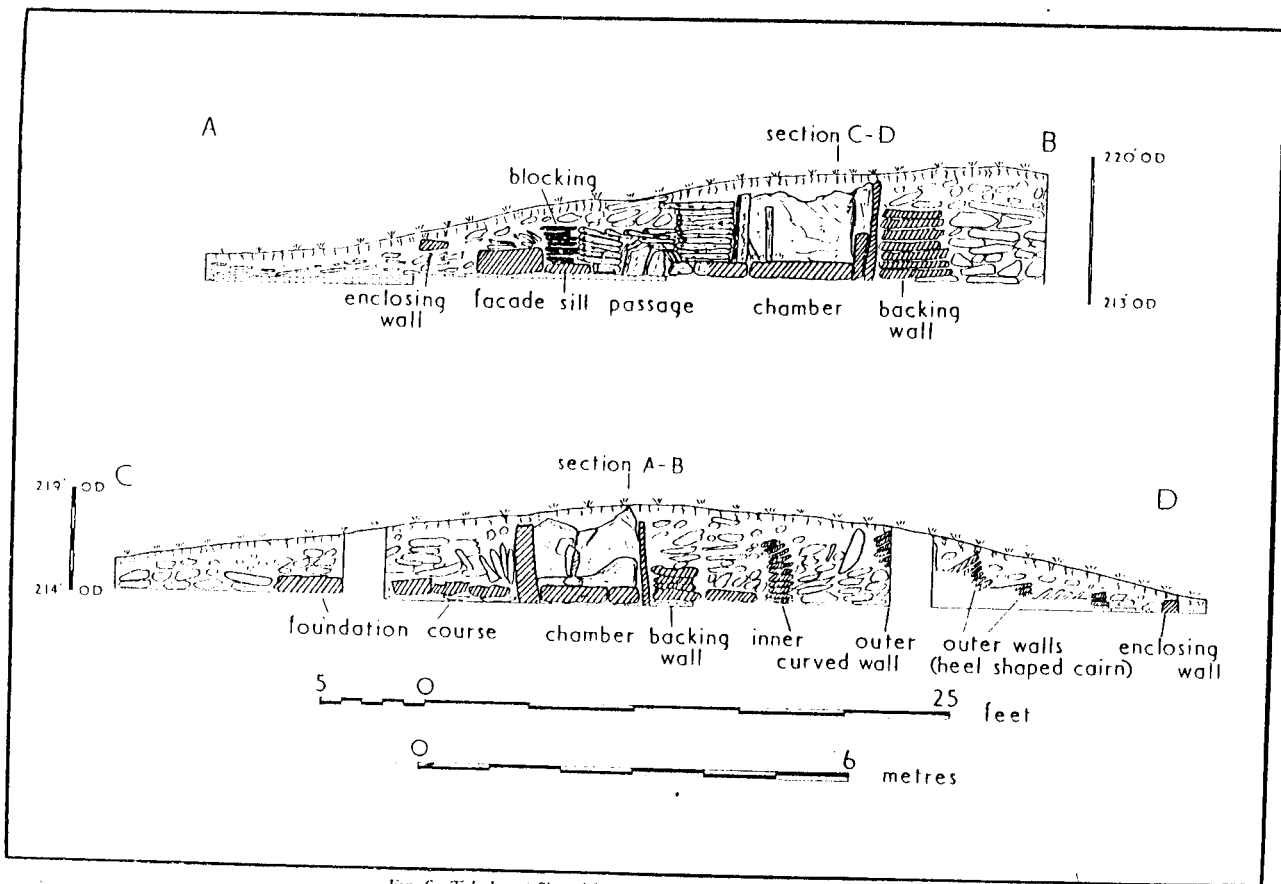 A
section C-D
B
220' OD
blocking
enclosing wall
facade sill
passage
chamber
backing wall
213' OD
section A-B
219' OD
C
D
214' OD
foundation course
chamber
backing wall
inner curved wall
outer
outer walls
(heel shaped cairn)
enclosing wall
5 0 25
feet
0 6
metres